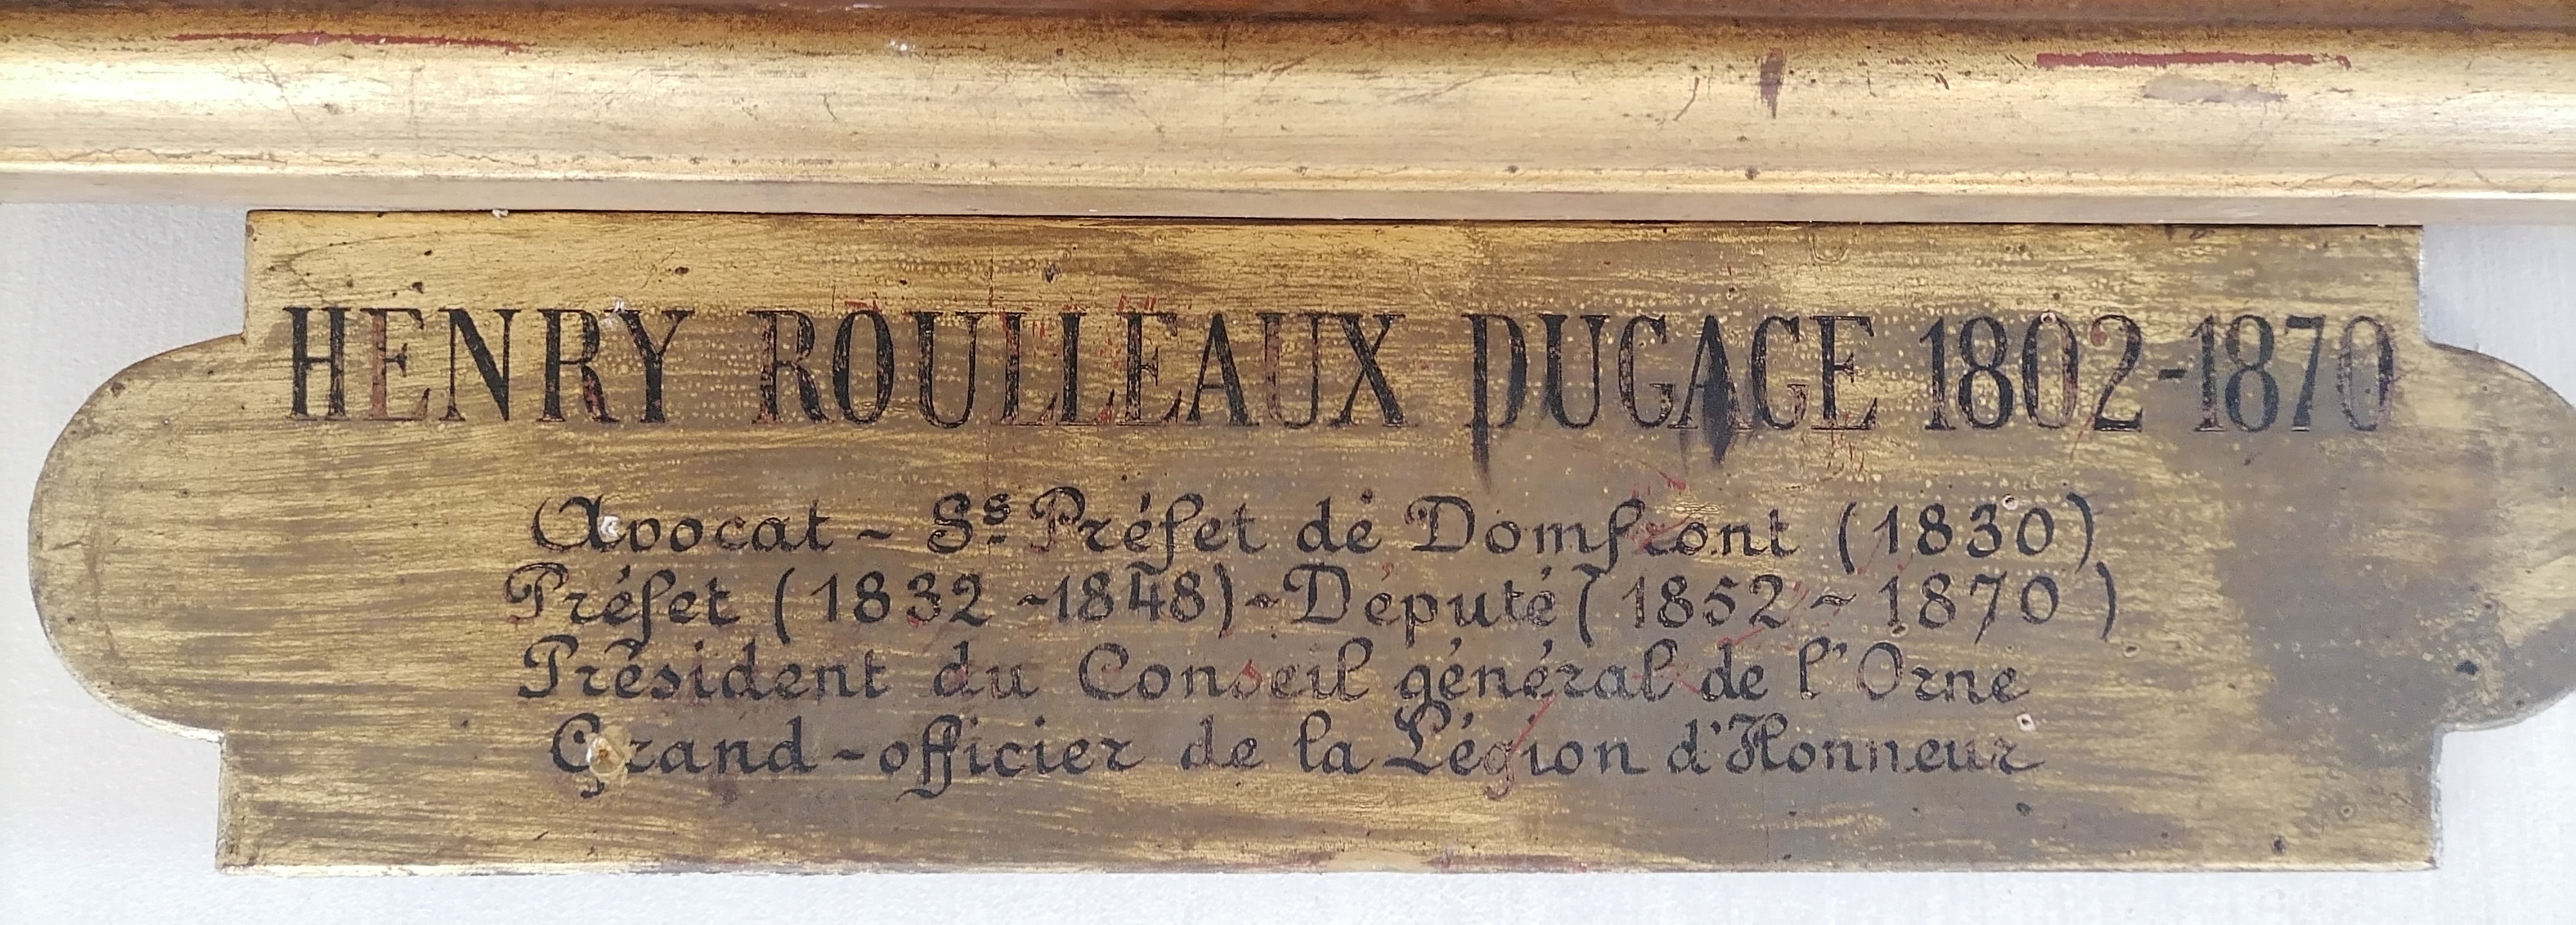 HENRY ROULLEAUX DUGAGE 1802-1870
Avocat ~ Ss Préfet de Domfront (1830)
Préfet (1832 ~1848) ~ Député (1852 ~ 1870)
Président du Conseil général de l'Orne
Grand-officier de la Légion d'Honneur